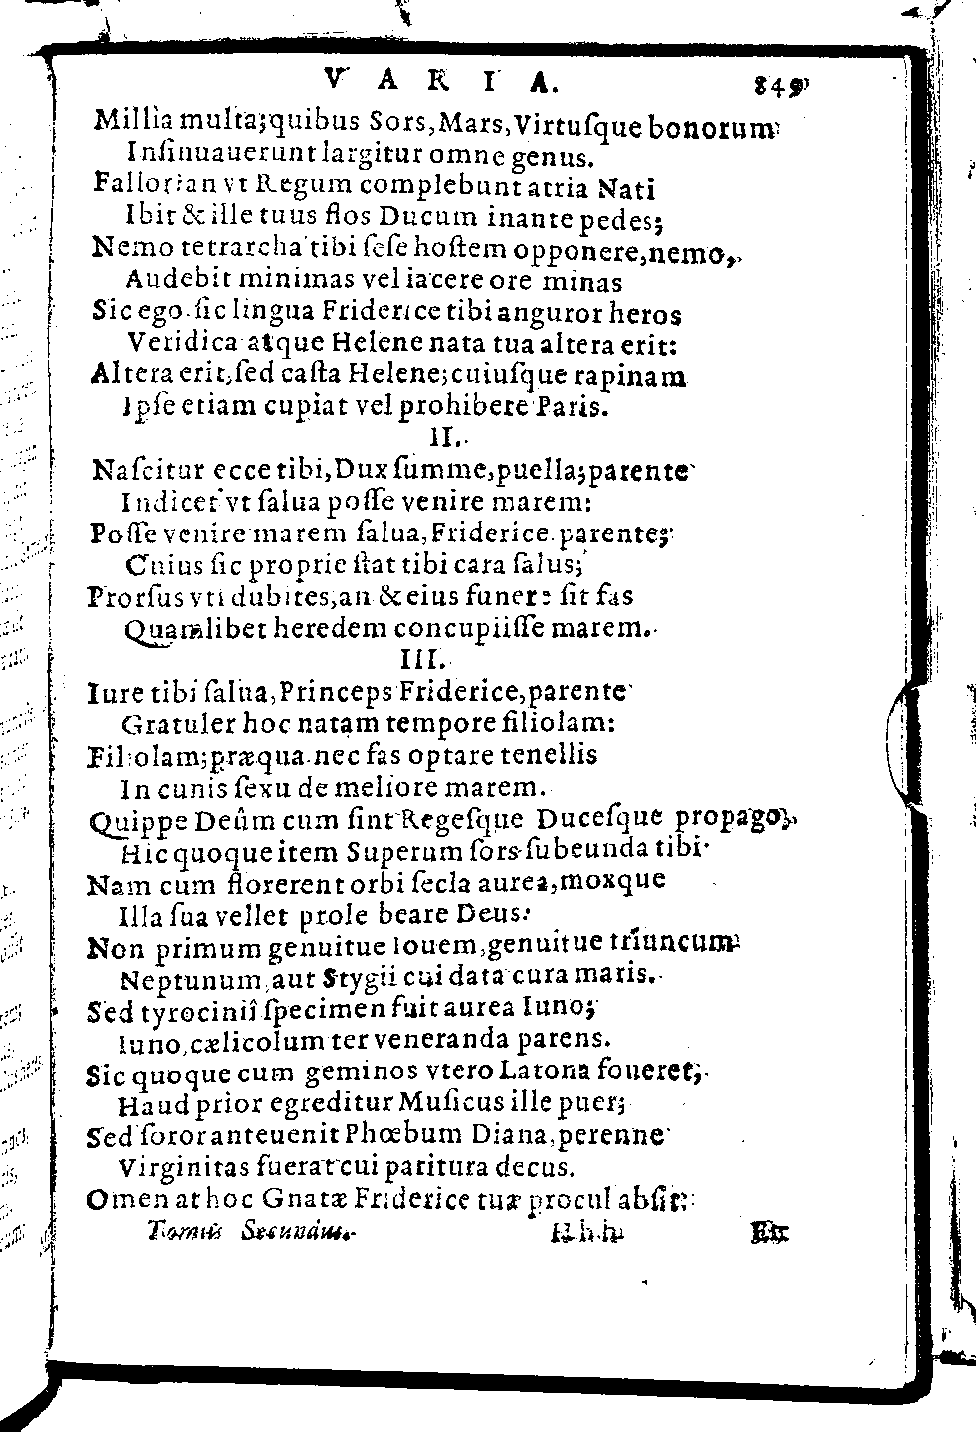 VARIA. 849
Millia multa; quibus Sors, Mars, Virtuſque bonorum
Inſinuauerunt largitur omne genus.
Fallor: an vt Regum complebunt atria Nati
Ibit & ille tuus flos Ducum inante pedes;
Nemo tetrarcha tibi ſeſe hoſtem opponere, nemo,
Audebit minimas vel iacere ore minas
Sic ego. ſic lingua Friderice tibi anguror heros
Veridica atque Helene nata tua altera erit:
Altera erit, ſed caſta Helene; cuiuſque rapinam
Ipſe etiam cupiat vel prohibere Paris.
II.
Naſcitur ecce tibi, Dux ſumme, puella; parente
Indicet vt ſalua poſſe venire marem:
Poſſe venire marem ſalua, Friderice. parente;
Cuius ſic proprie ſtat tibi cara ſalus;
Prorſus vti dubites, an & eius funere ſit fas
Quamlibet heredem concupiiſſe marem.
III.
Iure tibi ſalua, Princeps Friderice, parente
Gratuler hoc natam tempore filiolam:
Filiolam; præqua. nec fas optare tenellis
In cunis ſexu de meliore marem.
Quippe Deûm cum ſint Regeſque Duceſque propago,
Hic quoque item Superum ſors ſubeunda tibi
Nam cum florerent orbi ſecla aurea, moxque
Illa ſua vellet prole beare Deus:
Non primum genuitue Iouem, genuitue triuncum
Neptunum, aut Stygii cui data cura maris.
Sed tyrociniî ſpecimen fuit aurea Iuno;
Iuno, cælicolum ter veneranda parens.
Sic quoque cum geminos vtero Latona foueret;
Haud prior egreditur Muſicus ille puer;
Sed ſoror anteuenit Phœbum Diana, perenne
Virginitas fuerat cui paritura decus.
Omen at hoc Gnatæ Friderice tuæ procul abſit:
Tomus Secundus. H h h Et